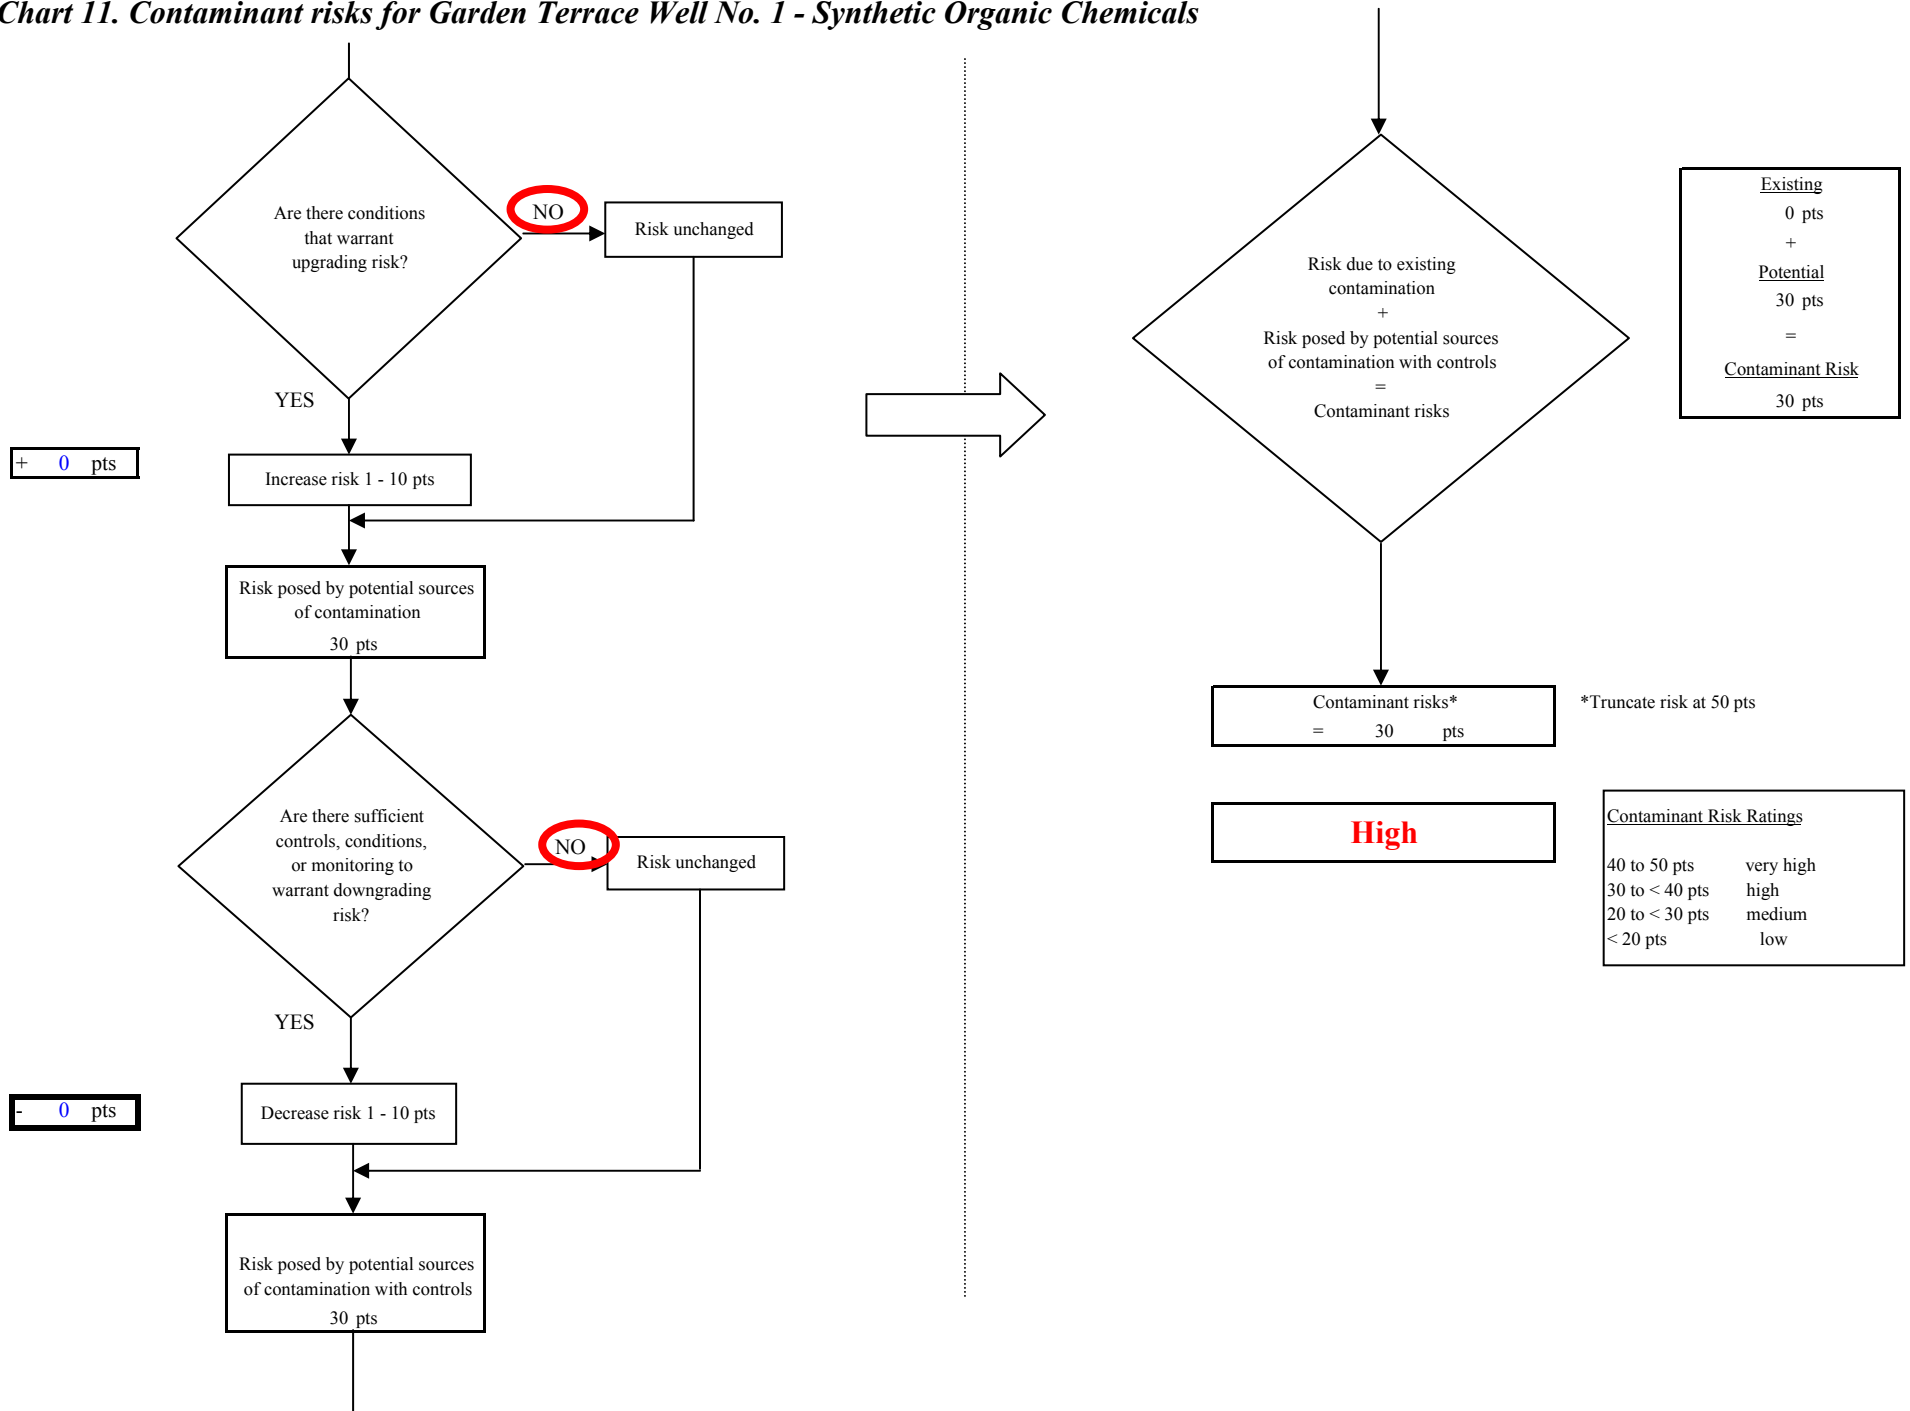 Chart 11. Contaminant risks for Garden Terrace Well No. 1 - Synthetic Organic Chemicals
Are there conditions
that warrant
upgrading risk?
NO
Risk unchanged
YES
+ 0 pts
Increase risk 1 - 10 pts
Risk posed by potential sources
of contamination
30 pts
Are there sufficient
controls, conditions,
or monitoring to
warrant downgrading
risk?
NO
Risk unchanged
YES
- 0 pts
Decrease risk 1 - 10 pts
Risk posed by potential sources
of contamination with controls
30 pts
Risk due to existing
contamination
+
Risk posed by potential sources
of contamination with controls
=
Contaminant risks
Existing
0 pts
+
Potential
30 pts
=
Contaminant Risk
30 pts
Contaminant risks*
= 30 pts
*Truncate risk at 50 pts
High
Contaminant Risk Ratings
40 to 50 pts very high
30 to < 40 pts high
20 to < 30 pts medium
< 20 pts low